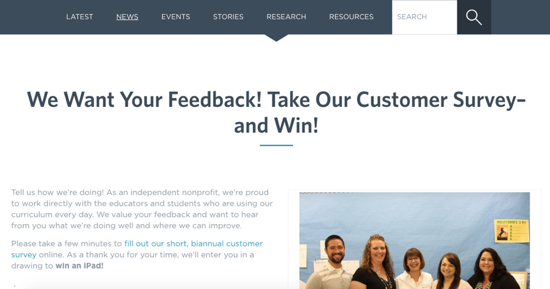 LATEST NEWS EVENTS STORIES RESEARCH RESOURCES SEARCH
We Want Your Feedback! Take Our Customer Survey–
and Win!
Tell us how we're doing! As an independent nonprofit, we're proud
to work directly with the educators and students who are using our
curriculum every day. We value your feedback and want to hear
from you what we're doing well and where we can improve.
Please take a few minutes to fill out our short, biannual customer
survey online. As a thank you for your time, we'll enter you in a
drawing to win an iPad!